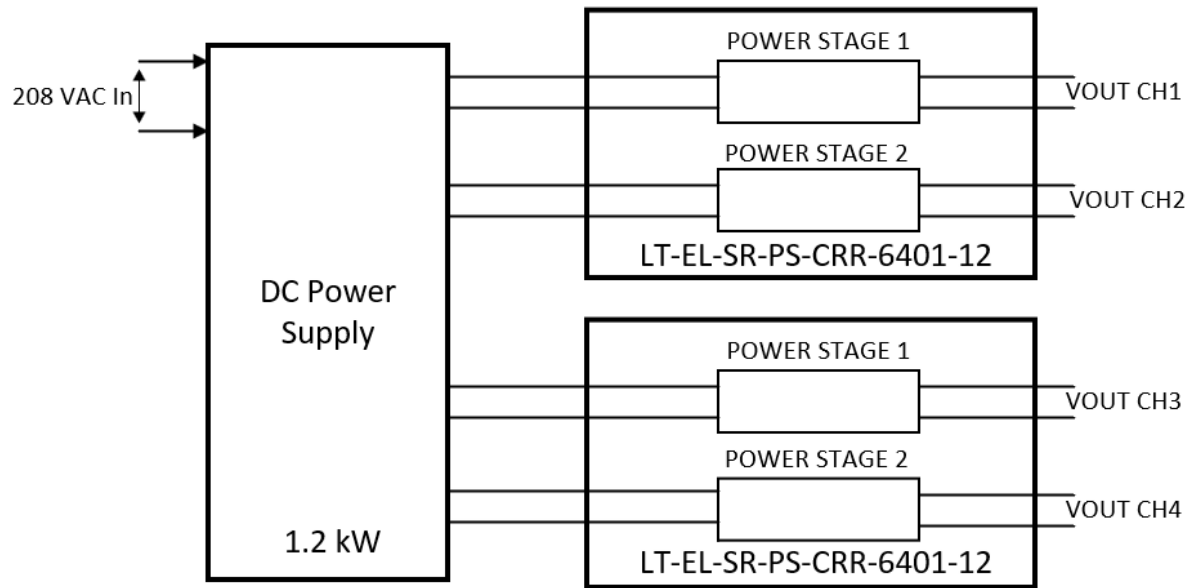 208 VAC In
DC Power
Supply
1.2 kW
POWER STAGE 1
VOUT CH1
POWER STAGE 2
VOUT CH2
LT-EL-SR-PS-CRR-6401-12
POWER STAGE 1
VOUT CH3
POWER STAGE 2
VOUT CH4
LT-EL-SR-PS-CRR-6401-12